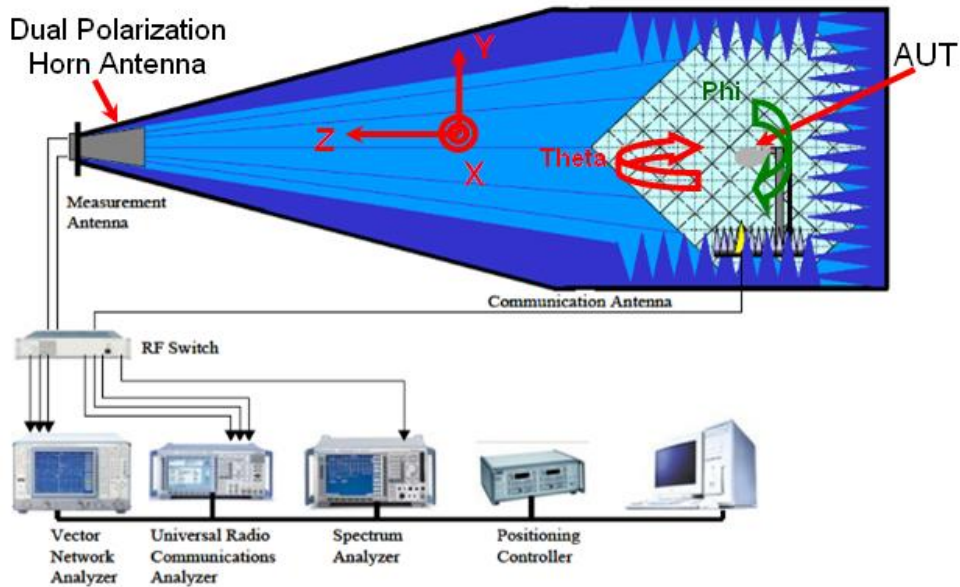 Dual Polarization
Horn Antenna
AUT
Y
Phi
Z
X
Theta
Measurement
Antenna
Communication Antenna
RF Switch
Vector
Network
Analyzer
Universal Radio
Communications
Analyzer
Spectrum
Analyzer
Positioning
Controller